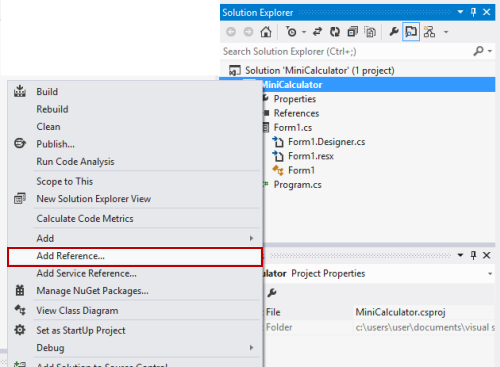 Solution Explorer
Search Solution Explorer (Ctrl+;)
Solution 'MiniCalculator' (1 project)
MiniCalculator
Properties
References
Form1.cs
Form1.Designer.cs
Form1.resx
Form1
Program.cs
Build
Rebuild
Clean
Publish...
Run Code Analysis
Scope to This
New Solution Explorer View
Calculate Code Metrics
Add
Add Reference...
Add Service Reference...
Manage NuGet Packages...
View Class Diagram
Set as StartUp Project
Debug
Add Solution to Source Control
ulator Project Properties
File MiniCalculator.csproj
Folder c:\users\user\documents\visual s